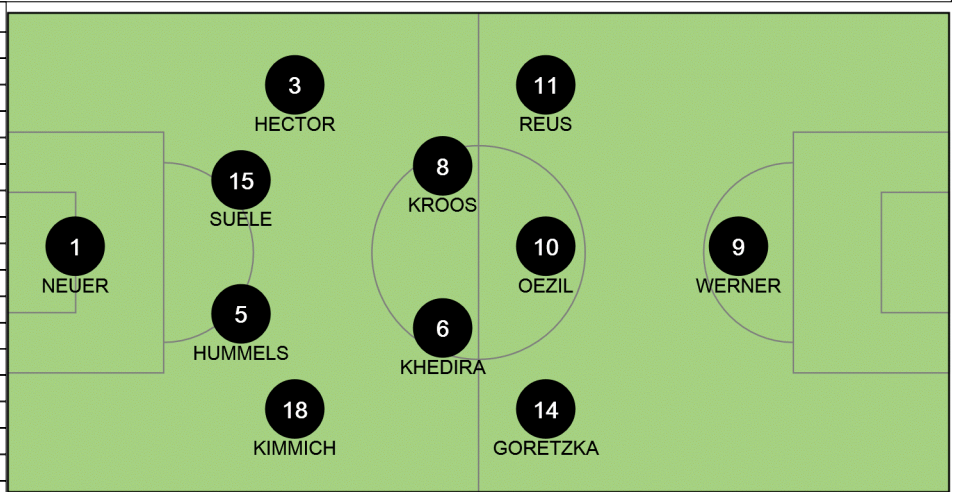 3
HECTOR
11
REUS
15
SUELE
8
KROOS
1
NEUER
10
OEZIL
9
WERNER
5
HUMMELS
6
KHEDIRA
18
KIMMICH
14
GORETZKA